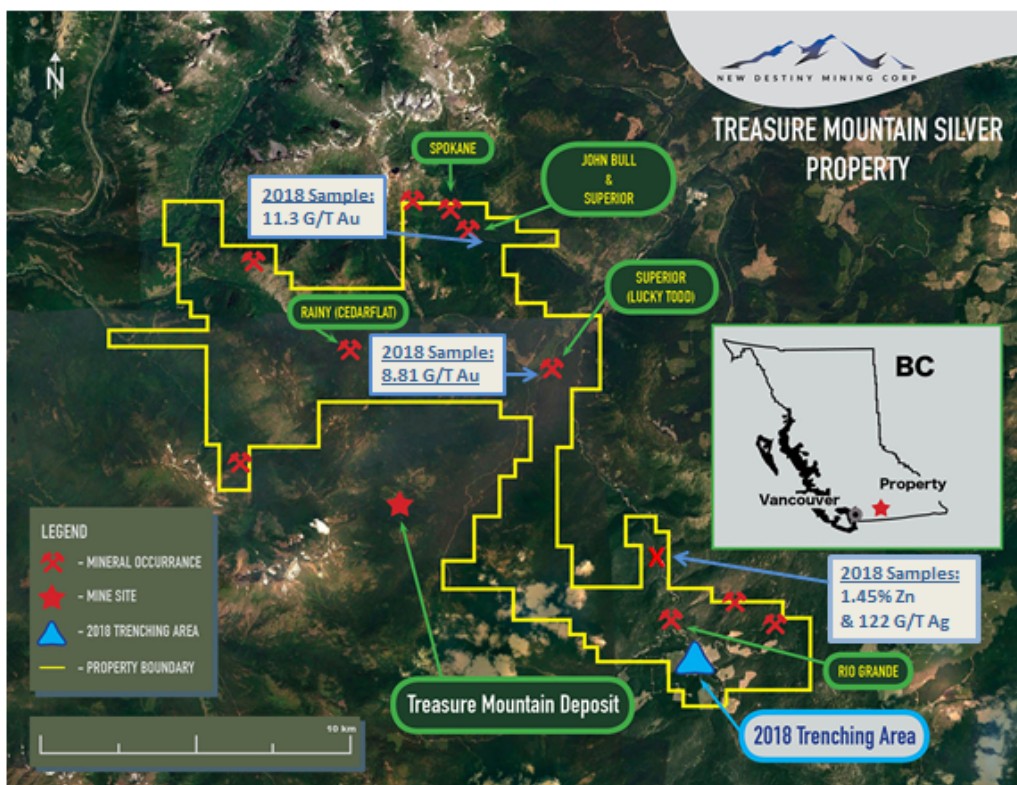 N
NEW DESTINY MINING CORP
TREASURE MOUNTAIN SILVER
PROPERTY
SPOKANE
JOHN BULL
&
SUPERIOR
2018 Sample:
11.3 G/T Au
SUPERIOR
(LUCKY TODD)
RAINY (CEDARFLAT)
2018 Sample:
8.81 G/T Au
BC
Property
Vancouver
LEGEND
- MINERAL OCCURRANCE
- MINE SITE
- 2018 TRENCHING AREA
- PROPERTY BOUNDARY
X
2018 Samples:
1.45% Zn
& 122 G/T Ag
RIO GRANDE
Treasure Mountain Deposit
2018 Trenching Area
10 km